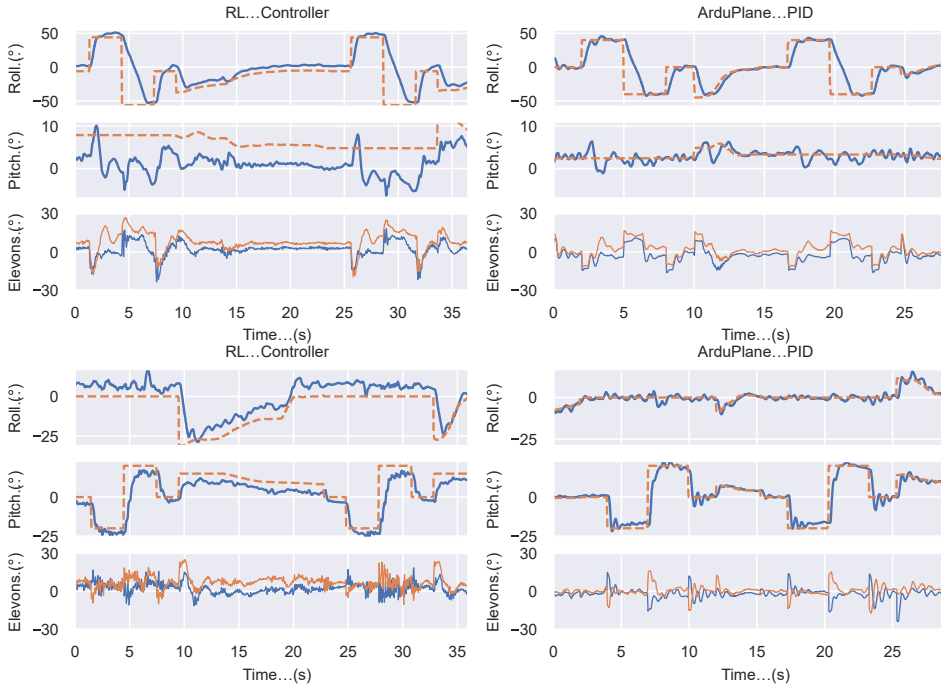 RL…Controller
ArduPlane…PID
Roll.(°)
50
0
−50
Roll.(°)
50
0
−50
Pitch.(°)
10
0
Pitch.(°)
10
0
Elevons.(°)
30
0
−30
Elevons.(°)
30
0
−30
0 5 10 15 20 25 30 35
0 5 10 15 20 25
Time…(s)
Time…(s)
RL…Controller
ArduPlane…PID
Roll.(°)
0
−25
Roll.(°)
0
−25
Pitch.(°)
0
−25
Pitch.(°)
0
−25
Elevons.(°)
30
0
−30
Elevons.(°)
30
0
−30
0 5 10 15 20 25 30 35
0 5 10 15 20 25
Time…(s)
Time…(s)